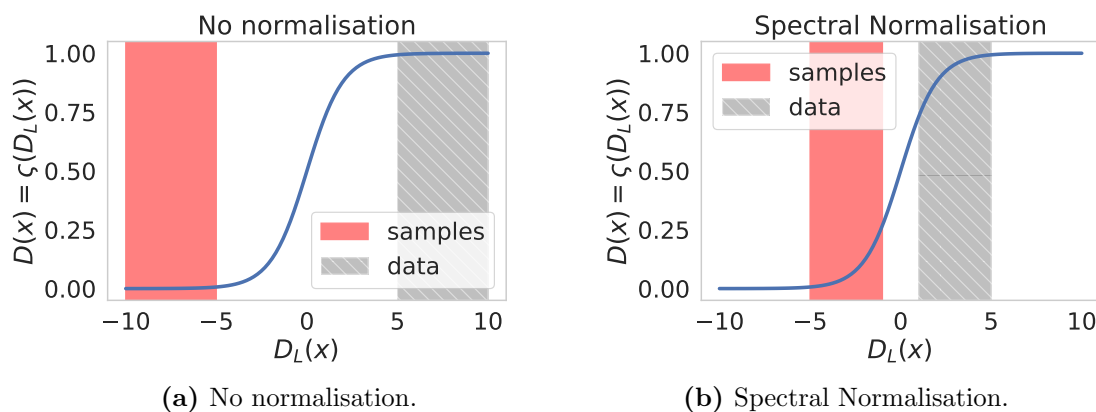 No normalisation
1.00
0.75
0.50
0.25
0.00
D(x) = ς(D_L(x))
samples
data
−10 −5 0 5 10
D_L(x)
(a) No normalisation.
Spectral Normalisation
1.00
0.75
0.50
0.25
0.00
D(x) = ς(D_L(x))
samples
data
−10 −5 0 5 10
D_L(x)
(b) Spectral Normalisation.